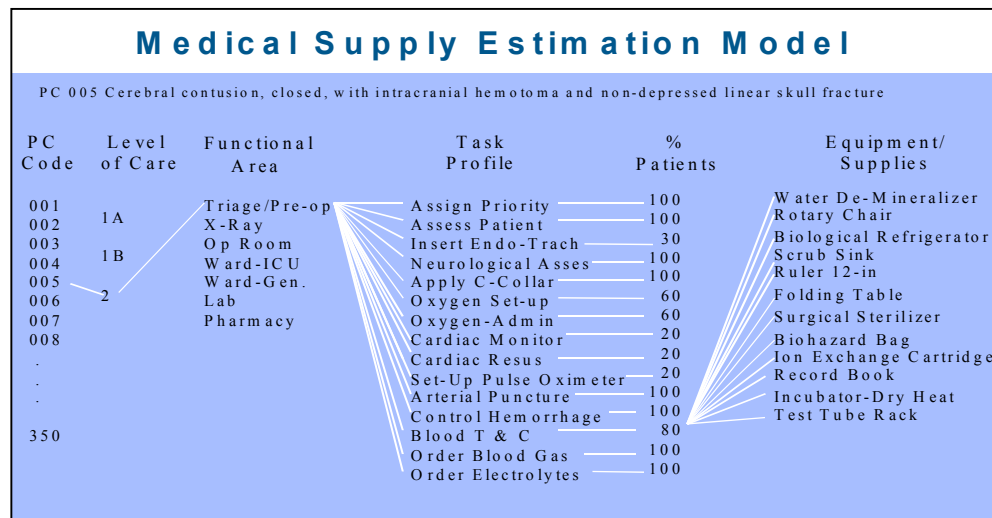 Medical Supply Estimation Model
PC 005 Cerebral contusion, closed, with intracranial hemotoma and non-depressed linear skull fracture
PC Code
Level of Care
Functional Area
Task Profile
% Patients
Equipment/ Supplies
001
002
003
004
005
006
007
008
.
.
.
350
1A
1B
2
Triage/Pre-op
X-Ray
Op Room
Ward-ICU
Ward-Gen.
Lab
Pharmacy
Assign Priority
Assess Patient
Insert Endo-Trach
Neurological Asses
Apply C-Collar
Oxygen Set-up
Oxygen-Admin
Cardiac Monitor
Cardiac Resus
Set-Up Pulse Oximeter
Arterial Puncture
Control Hemorrhage
Blood T & C
Order Blood Gas
Order Electrolytes
100
100
30
100
100
60
60
20
20
20
100
100
80
100
100
Water De-Mineralizer
Rotary Chair
Biological Refrigerator
Scrub Sink
Ruler 12-in
Folding Table
Surgical Sterilizer
Biohazard Bag
Ion Exchange Cartridge
Record Book
Incubator-Dry Heat
Test Tube Rack